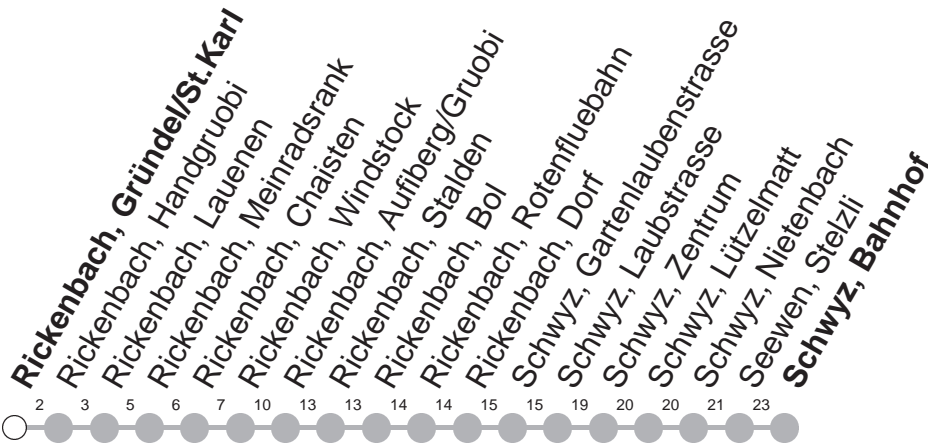 Rickenbach, Gründel/St.Karl
Rickenbach, Handgruobi
Rickenbach, Lauenen
Rickenbach, Meinradsrank
Rickenbach, Chaisten
Rickenbach, Windstock
Rickenbach, Aufiberg/Gruobi
Rickenbach, Stalden
Rickenbach, Bol
Rickenbach, Rotenfluebahn
Rickenbach, Dorf
Schwyz, Gartenlaubenstrasse
Schwyz, Laubstrasse
Schwyz, Zentrum
Schwyz, Lützelmatt
Schwyz, Nietenbach
Seewen, Stelzli
Schwyz, Bahnhof
2 3 5 6 7 10 13 13 14 14 15 15 19 20 20 21 23